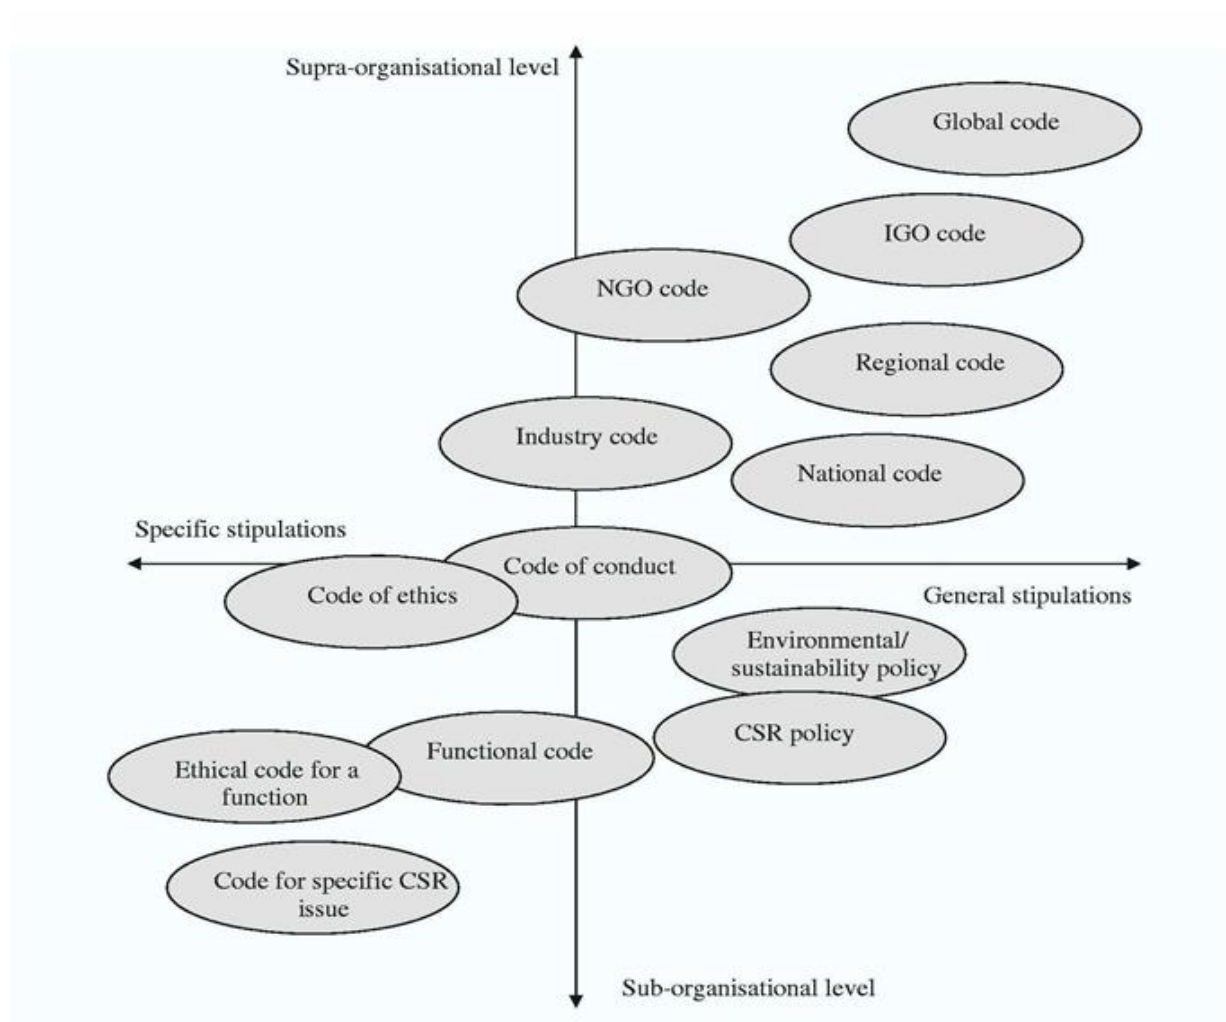 Supra-organisational level
Global code
IGO code
NGO code
Regional code
Industry code
National code
Specific stipulations
Code of conduct
Code of ethics
General stipulations
Environmental/
sustainability policy
CSR policy
Functional code
Ethical code for a
function
Code for specific CSR
issue
Sub-organisational level